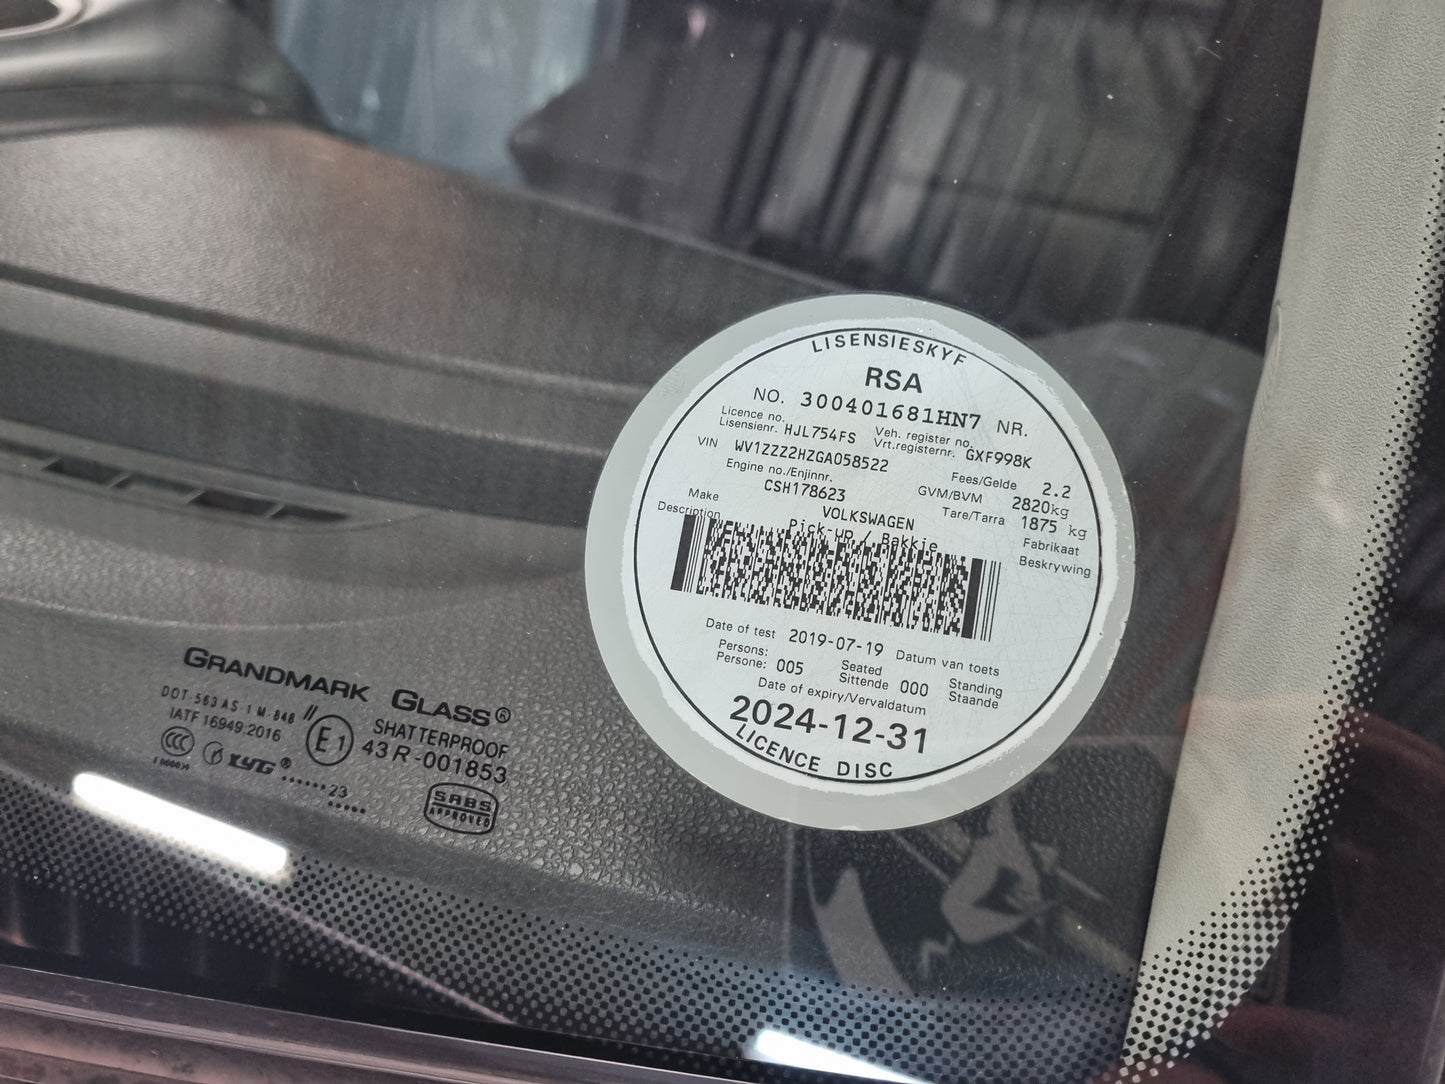 LISENSIESKYF
RSA
NO. 300401681HN7 NR.
Licence no. Lisensienr. HJL754FS Veh. register no. Vrt.registernr. GXF998K
VIN WV1ZZZ2HZGA058522
Fees/Gelde 2.2
Engine no./Enjinnr.
CSH178623
GVM/BVM 2820kg
Tare/Tarra 1875 kg
Make VOLKSWAGEN Fabrikaat
Description Pick-up / Bakkie Beskrywing
Date of test 2019-07-19 Datum van toets
Persons: Persone: 005 Seated Sittende 000 Standing Staande
Date of expiry/Vervaldatum
2024-12-31
LICENCE DISC
GRANDMARK GLASS®
DOT-563 AS-1 M-848 //
IATF 16949:2016
E1
SHATTERPROOF
43 R-001853
CCC
XYG®
23
SABS
APPROVED